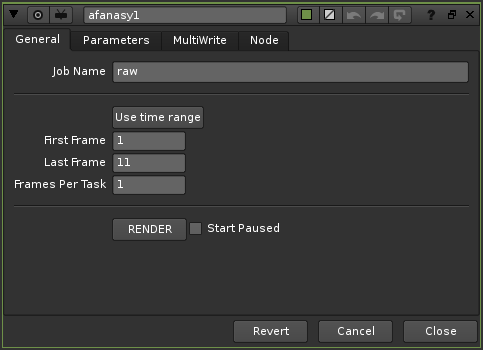 afanasy1 ?
General Parameters MultiWrite Node
Job Name raw
Use time range
First Frame 1
Last Frame 11
Frames Per Task 1
RENDER Start Paused
Revert Cancel Close